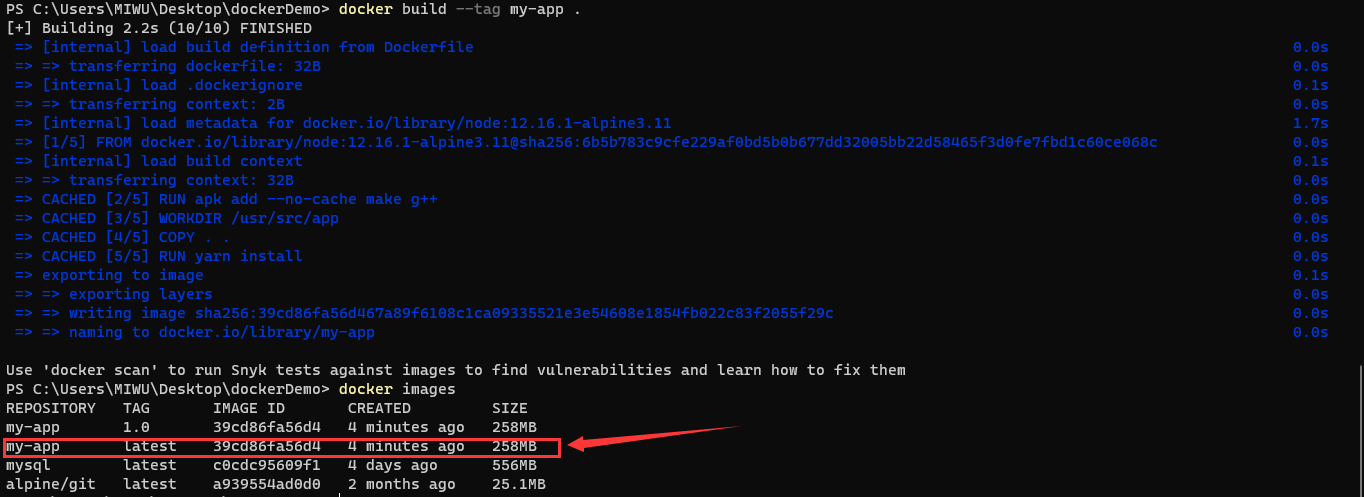 PS C:\Users\MIWU\Desktop\dockerDemo> docker build --tag my-app .
[+] Building 2.2s (10/10) FINISHED
=> [internal] load build definition from Dockerfile 0.0s
=> => transferring dockerfile: 32B 0.0s
=> [internal] load .dockerignore 0.1s
=> => transferring context: 2B 0.0s
=> [internal] load metadata for docker.io/library/node:12.16.1-alpine3.11 1.7s
=> [1/5] FROM docker.io/library/node:12.16.1-alpine3.11@sha256:6b5b783c9cfe229af0bd5b0b677dd32005bb22d58465f3d0fe7fbd1c60ce068c 0.0s
=> [internal] load build context 0.1s
=> => transferring context: 32B 0.0s
=> CACHED [2/5] RUN apk add --no-cache make g++ 0.0s
=> CACHED [3/5] WORKDIR /usr/src/app 0.0s
=> CACHED [4/5] COPY . . 0.0s
=> CACHED [5/5] RUN yarn install 0.0s
=> exporting to image 0.1s
=> => exporting layers 0.0s
=> => writing image sha256:39cd86fa56d467a89f6108c1ca09335521e3e54608e1854fb022c83f2055f29c 0.0s
=> => naming to docker.io/library/my-app 0.0s
Use 'docker scan' to run Snyk tests against images to find vulnerabilities and learn how to fix them
PS C:\Users\MIWU\Desktop\dockerDemo> docker images
REPOSITORY TAG IMAGE ID CREATED SIZE
my-app 1.0 39cd86fa56d4 4 minutes ago 258MB
my-app latest 39cd86fa56d4 4 minutes ago 258MB
mysql latest c0cdc95609f1 4 days ago 556MB
alpine/git latest a939554ad0d0 2 months ago 25.1MB